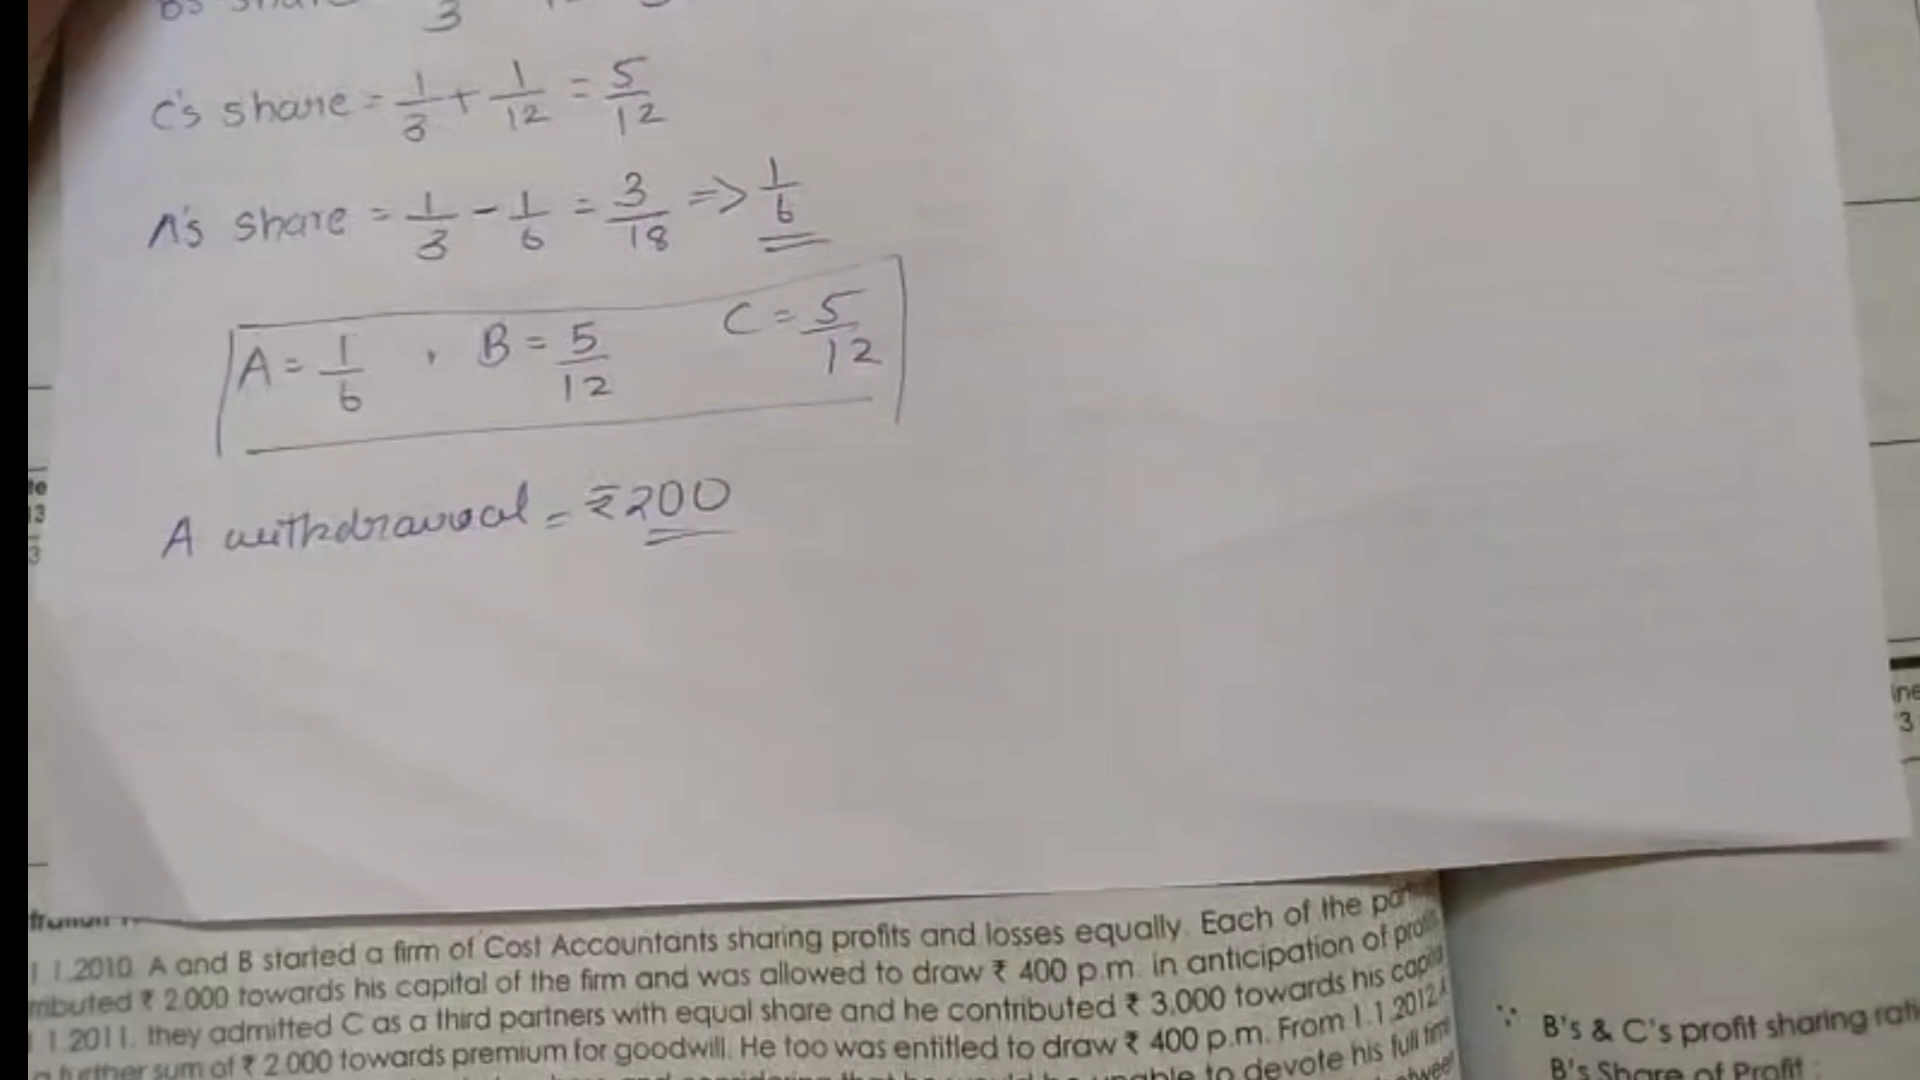 3
C's share = 1/3 + 1/12 = 5/12
A's share = 1/3 - 1/6 = 3/18 => 1/6
A = 1/6 , B = 5/12 C = 5/12
A withdrawal = ₹200
1.1.2010 A and B started a firm of Cost Accountants sharing profits and losses equally. Each of the
₹ 2,000 towards his capital of the firm and was allowed to draw ₹ 400 p.m. in anticipation of
1.2011, they admitted C as a third partners with equal share and he contributed ₹ 3,000 towards his
further sum of ₹ 2,000 towards premium for goodwill. He too was entitled to draw ₹ 400 p.m. From 1.1.2012
to devote his full
∵ B's & C's profit sharing
B's Share of Profit :
3
3
13